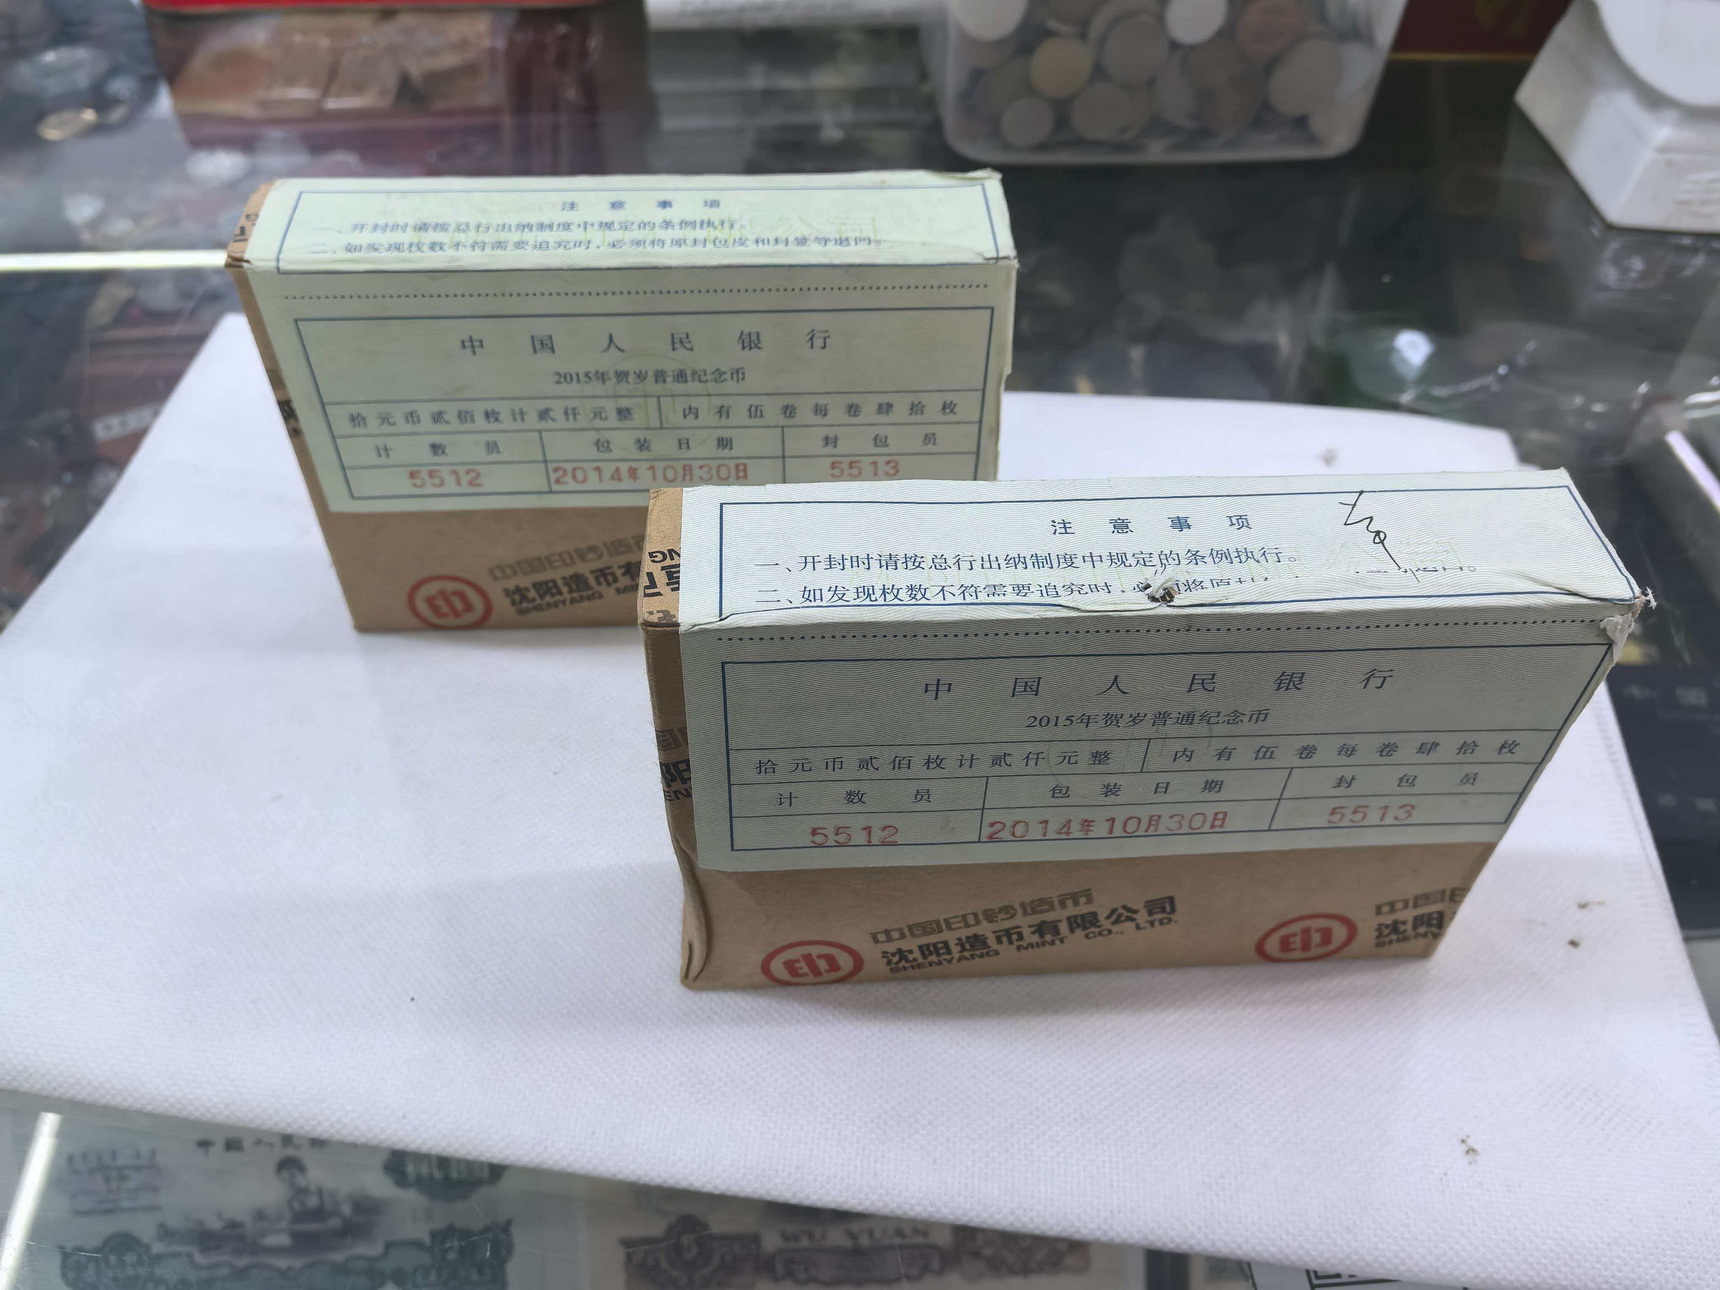 注意事项
一、开封时请按总行出纳制度中规定的条例执行。
二、如发现枚数不符需要追究时，必须将原封包皮和封签等退回。
中国人民银行
2015年贺岁普通纪念币
拾元币贰佰枚计贰仟元整 内有伍卷每卷肆拾枚
计数员 包装日期 封包员
5512 2014年10月30日 5513
中国印钞造币
沈阳造币有
SHENYANG
注意事项
一、开封时请按总行出纳制度中规定的条例执行。
二、如发现枚数不符需要追究时，
中国人民银行
2015年贺岁普通纪念币
拾元币贰佰枚计贰仟元整 内有伍卷每卷肆拾枚
计数员 包装日期 封包员
5512 2014年10月30日 5513
中国印钞造币
沈阳造币有限公司
SHENYANG MINT CO., LTD.
中国印
沈阳
SHENY
WU YUAN